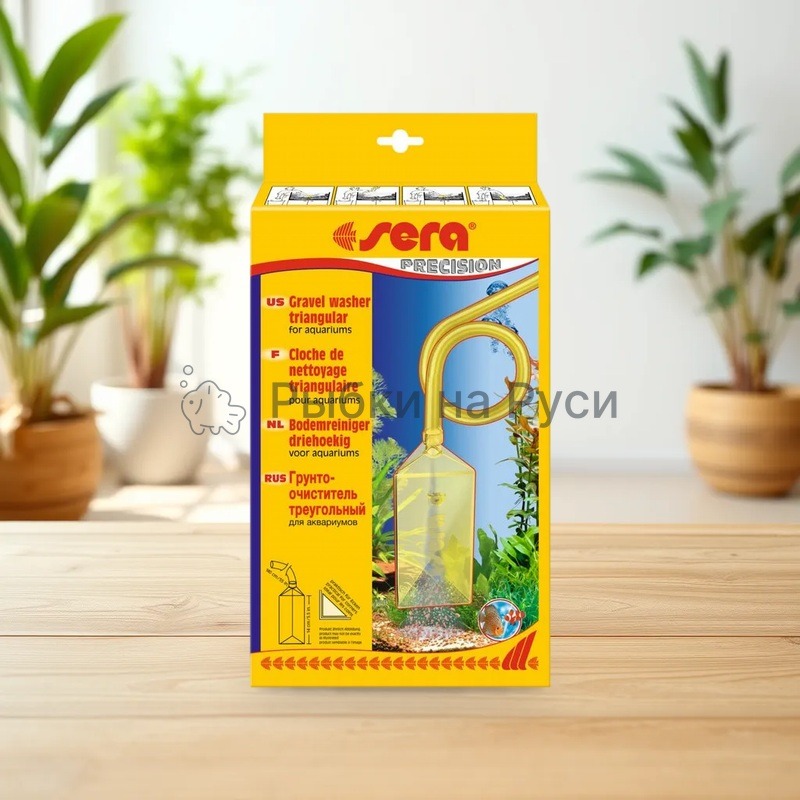 sera®
PRECISION
US Gravel washer
triangular
for aquariums
F Cloche de
nettoyage
triangulaire
pour aquariums
Рыбки на Руси
NL Bodemreiniger
driehoekig
voor aquariums
RUS Грунто-
очиститель
треугольный
для аквариумов